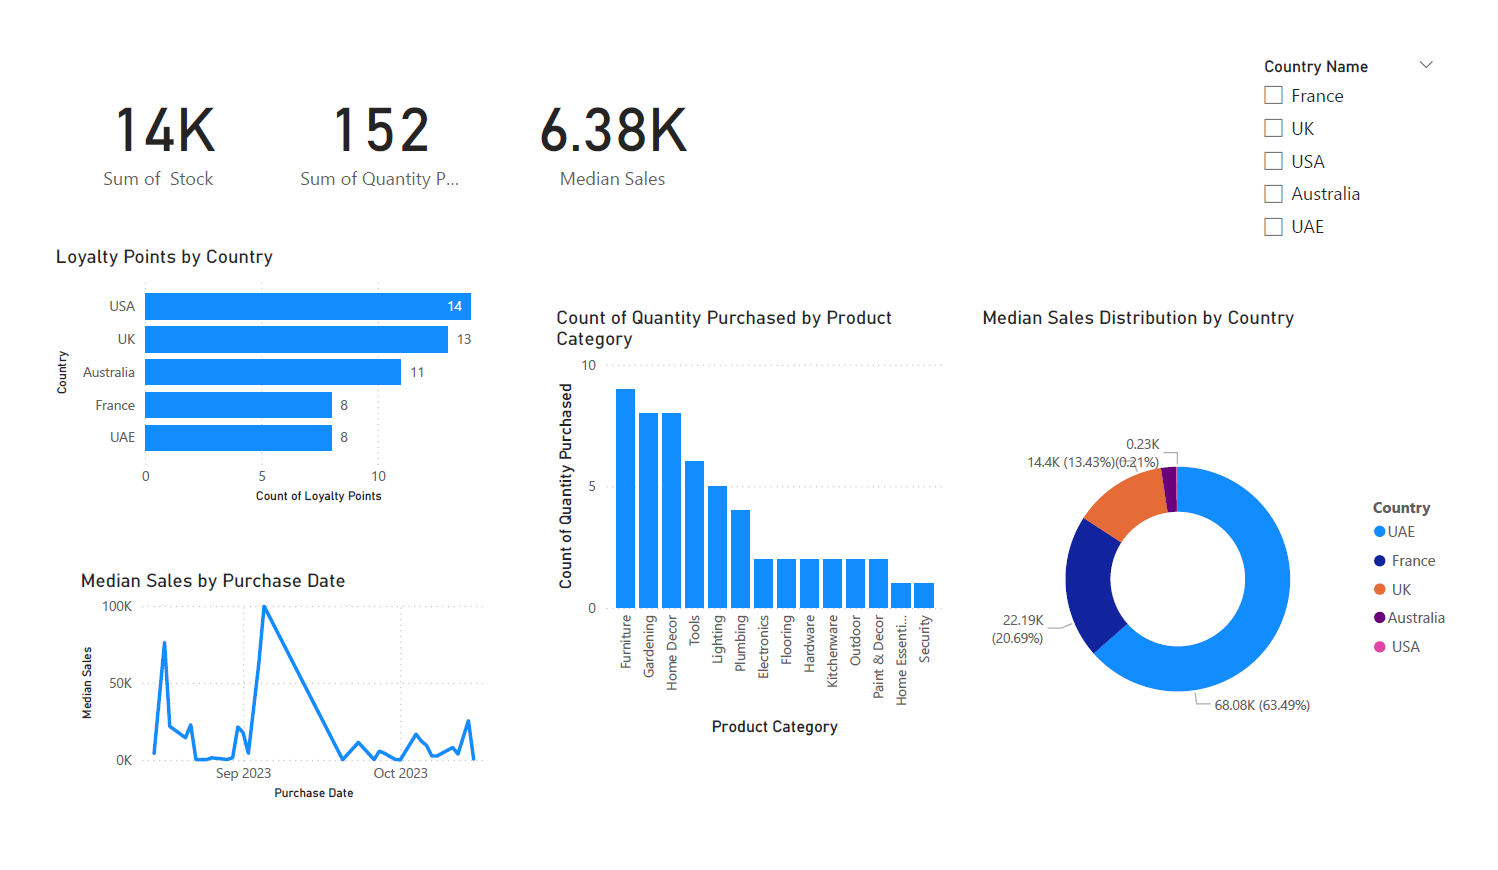 14K
Sum of Stock
152
Sum of Quantity P...
6.38K
Median Sales
Country Name
France
UK
USA
Australia
UAE
Loyalty Points by Country
Country
USA
14
UK
13
Australia
11
France
8
UAE
8
0
5
10
Count of Loyalty Points
Median Sales by Purchase Date
Median Sales
100K
50K
0K
Sep 2023
Oct 2023
Purchase Date
Count of Quantity Purchased by Product
Category
Count of Quantity Purchased
10
5
0
Furniture
Gardening
Home Decor
Tools
Lighting
Plumbing
Electronics
Flooring
Hardware
Kitchenware
Outdoor
Paint & Decor
Home Essenti...
Security
Product Category
Median Sales Distribution by Country
0.23K
(0.21%)
14.4K (13.43%)
22.19K
(20.69%)
68.08K (63.49%)
Country
UAE
France
UK
Australia
USA